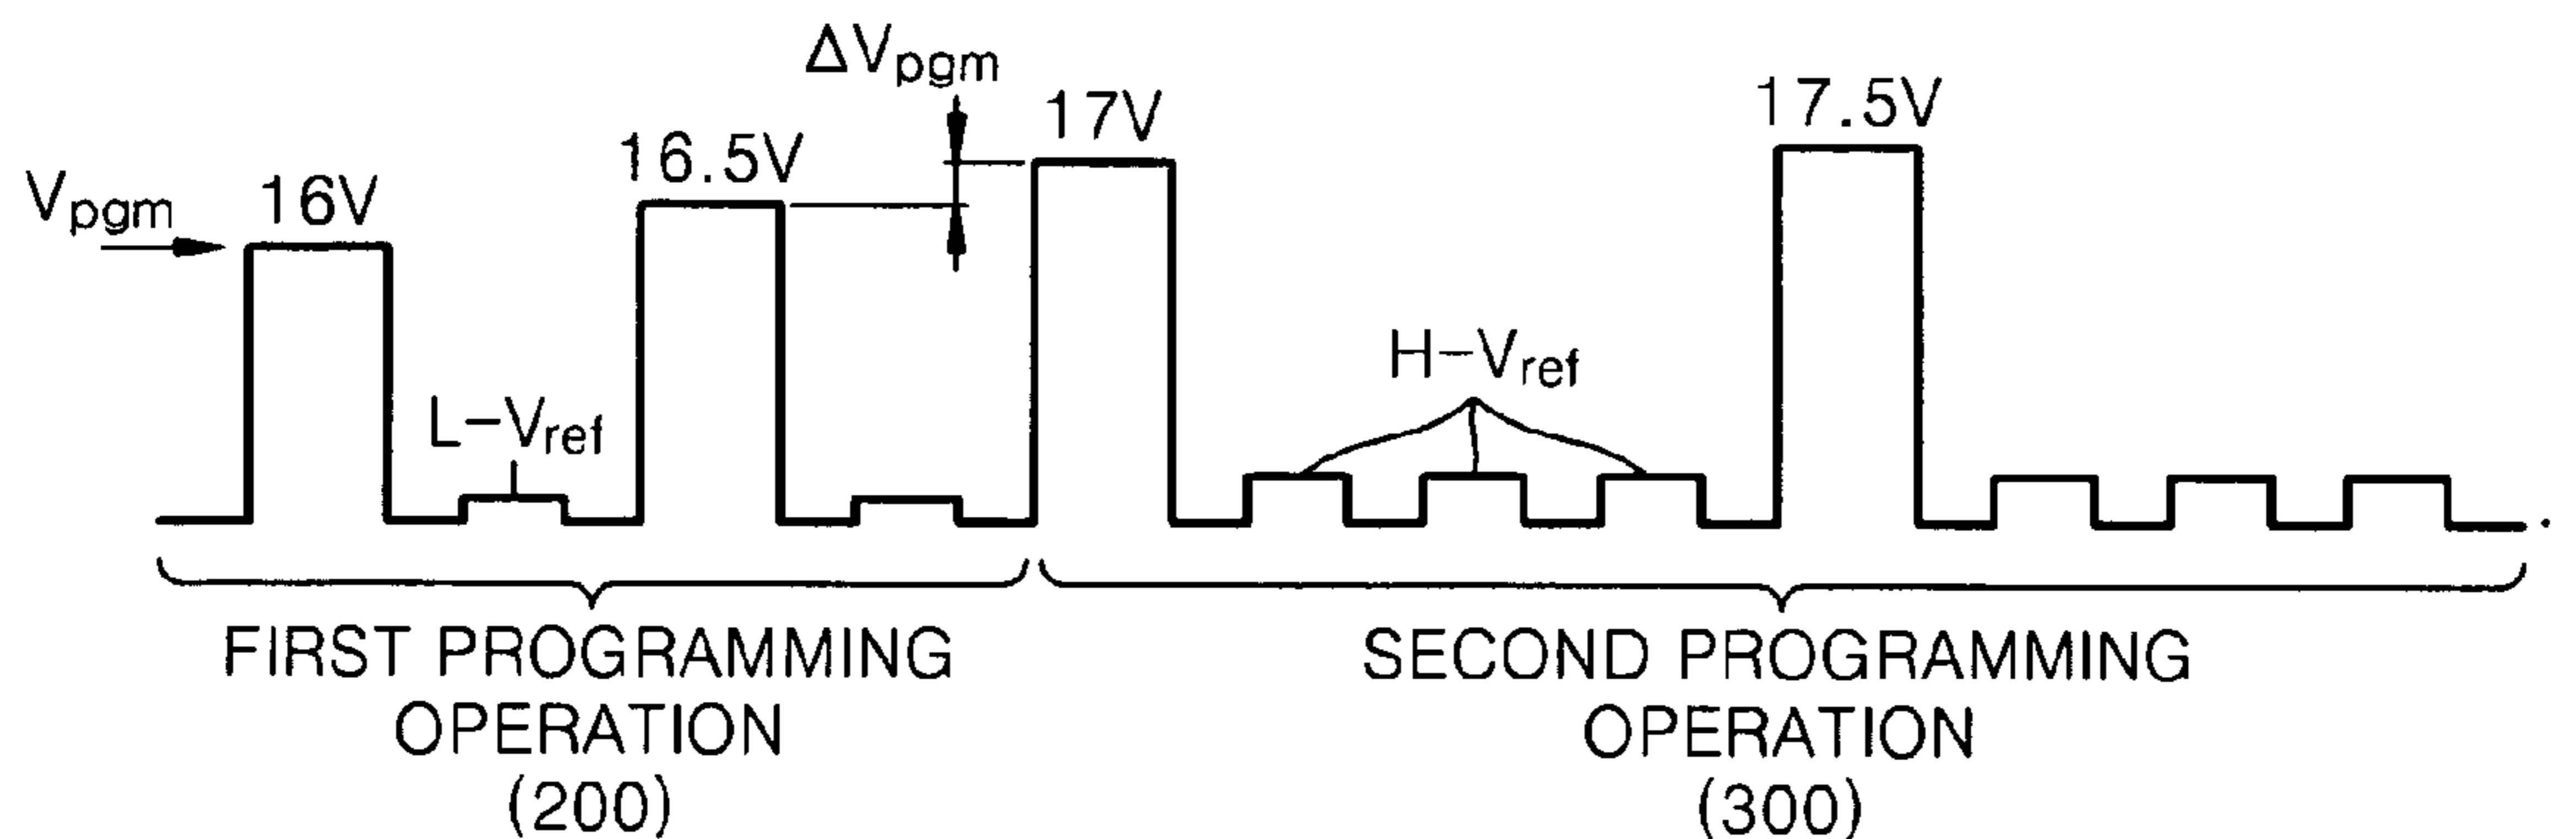 ΔVpgm
17V
17.5V
16.5V
Vpgm
16V
H-Vref
L-Vref
FIRST PROGRAMMING
OPERATION
(200)
SECOND PROGRAMMING
OPERATION
(300)